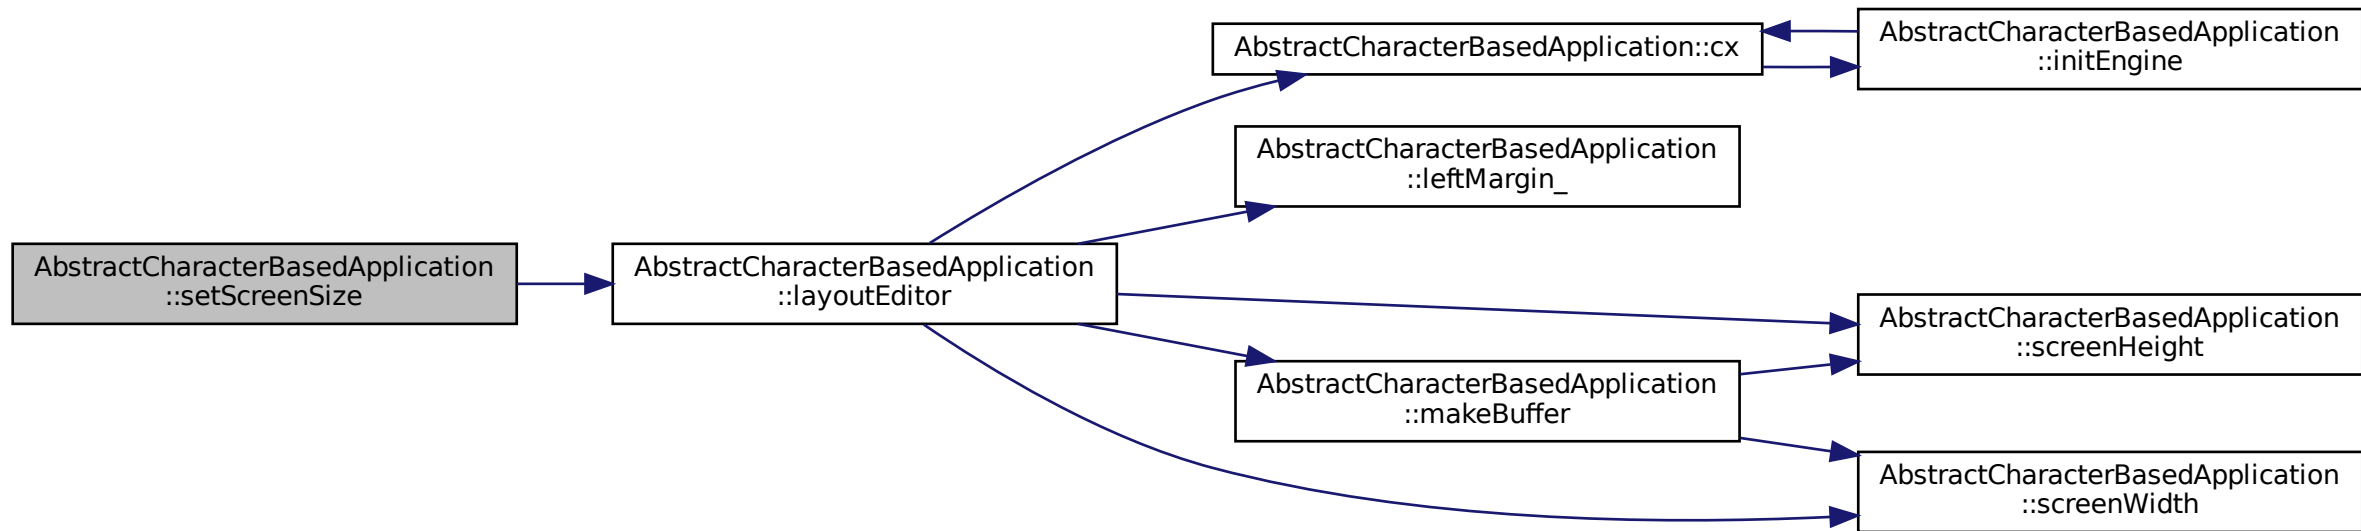 AbstractCharacterBasedApplication
::setScreenSize
AbstractCharacterBasedApplication
::layoutEditor
AbstractCharacterBasedApplication::cx
AbstractCharacterBasedApplication
::initEngine
AbstractCharacterBasedApplication
::leftMargin_
AbstractCharacterBasedApplication
::screenHeight
AbstractCharacterBasedApplication
::makeBuffer
AbstractCharacterBasedApplication
::screenWidth